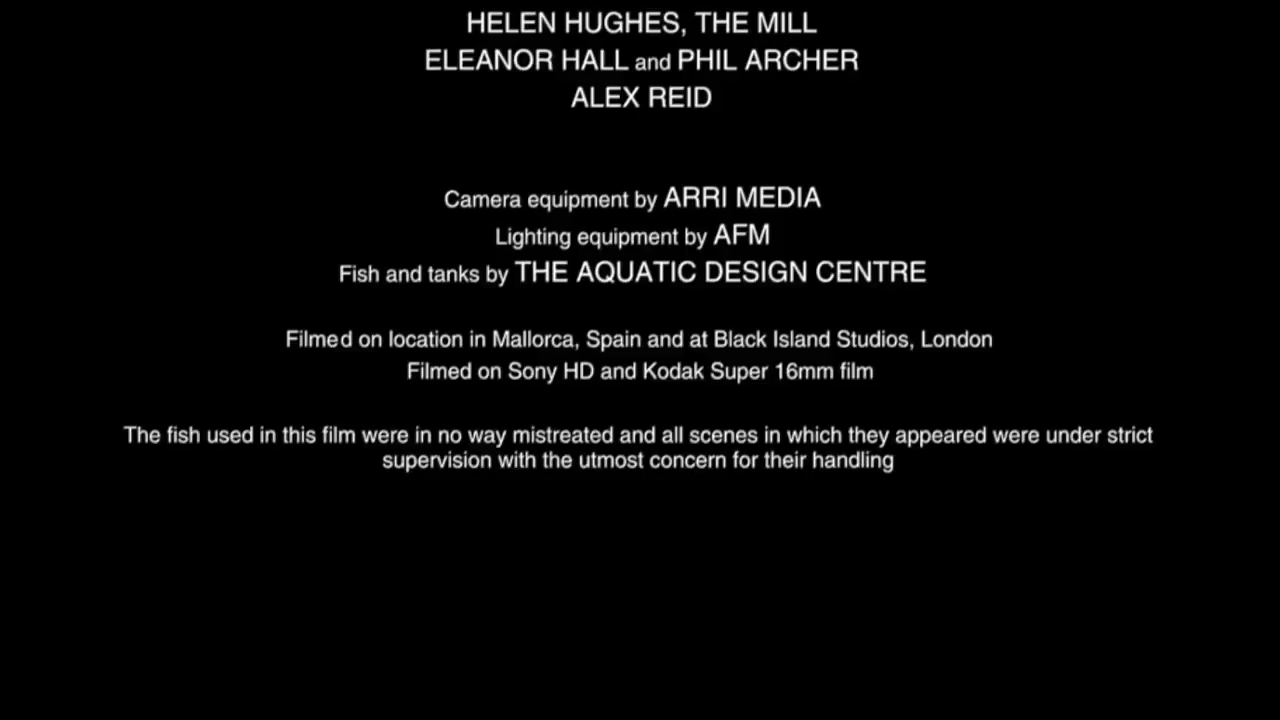 HELEN HUGHES, THE MILL
ELEANOR HALL and PHIL ARCHER
ALEX REID
Camera equipment by ARRI MEDIA
Lighting equipment by AFM
Fish and tanks by THE AQUATIC DESIGN CENTRE
Filmed on location in Mallorca, Spain and at Black Island Studios, London
Filmed on Sony HD and Kodak Super 16mm film
The fish used in this film were in no way mistreated and all scenes in which they appeared were under strict
supervision with the utmost concern for their handling